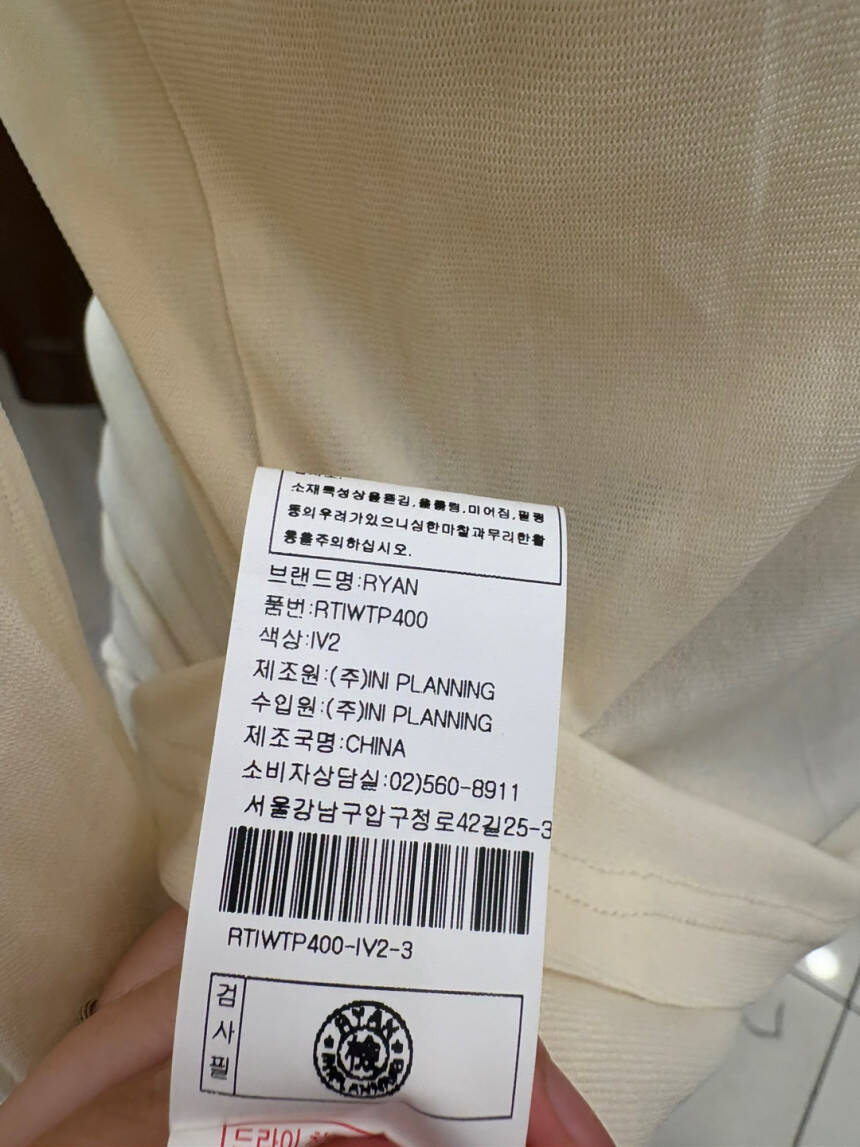 소재특성상올뜯김,올풀림,미어짐,필링
등의우려가있으니심한마찰과무리한활
동을주의하십시오.
브랜드명:RYAN
품번:RTIWTP400
색상:IV2
제조원:(주)INI PLANNING
수입원:(주)INI PLANNING
제조국명:CHINA
소비자상담실:02)560-8911
서울강남구압구정로42길25-3
RTIWTP400-IV2-3
검사필
RYAN
INIPLANNING
드라이